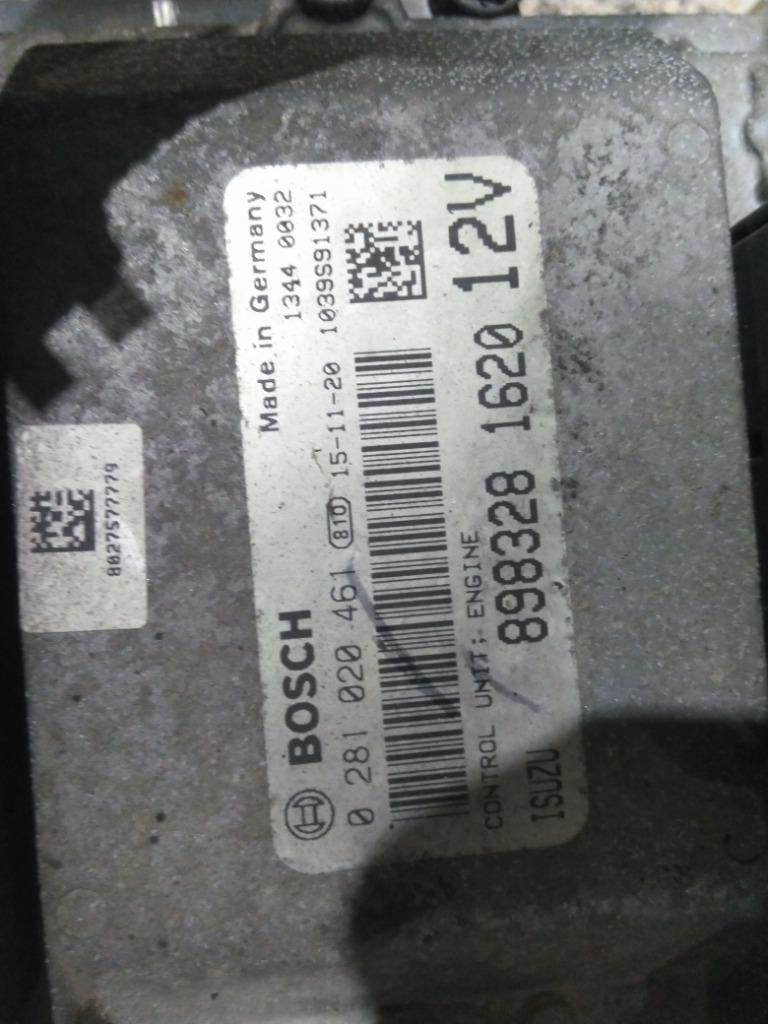 8027577779
Made in Germany
1344 0032
BOSCH
0 281 020 461 810 15-11-20 1039S91371
CONTROL UNIT; ENGINE
ISUZU 898328 1620 12V